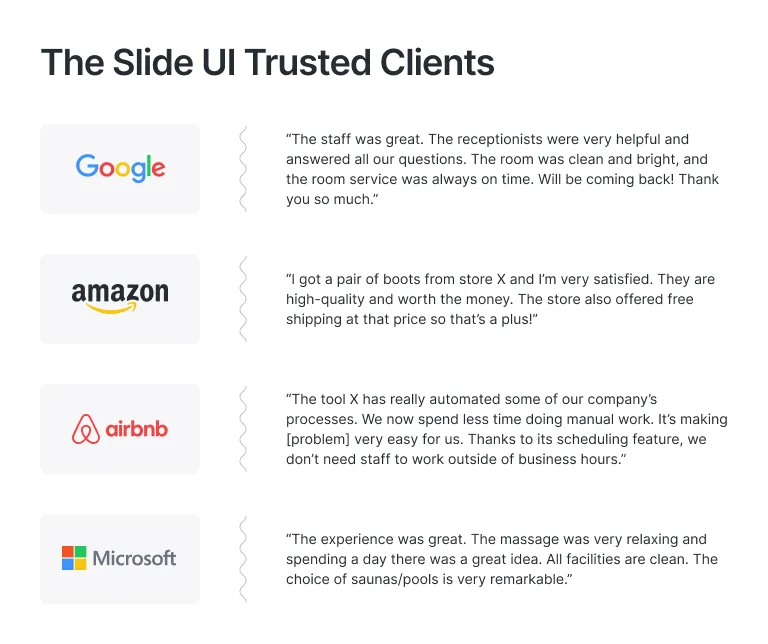 The Slide UI Trusted Clients
Google
“The staff was great. The receptionists were very helpful and
answered all our questions. The room was clean and bright, and
the room service was always on time. Will be coming back! Thank
you so much.”
amazon
“I got a pair of boots from store X and I’m very satisfied. They are
high-quality and worth the money. The store also offered free
shipping at that price so that’s a plus!”
airbnb
“The tool X has really automated some of our company’s
processes. We now spend less time doing manual work. It’s making
[problem] very easy for us. Thanks to its scheduling feature, we
don’t need staff to work outside of business hours.”
Microsoft
“The experience was great. The massage was very relaxing and
spending a day there was a great idea. All facilities are clean. The
choice of saunas/pools is very remarkable.”